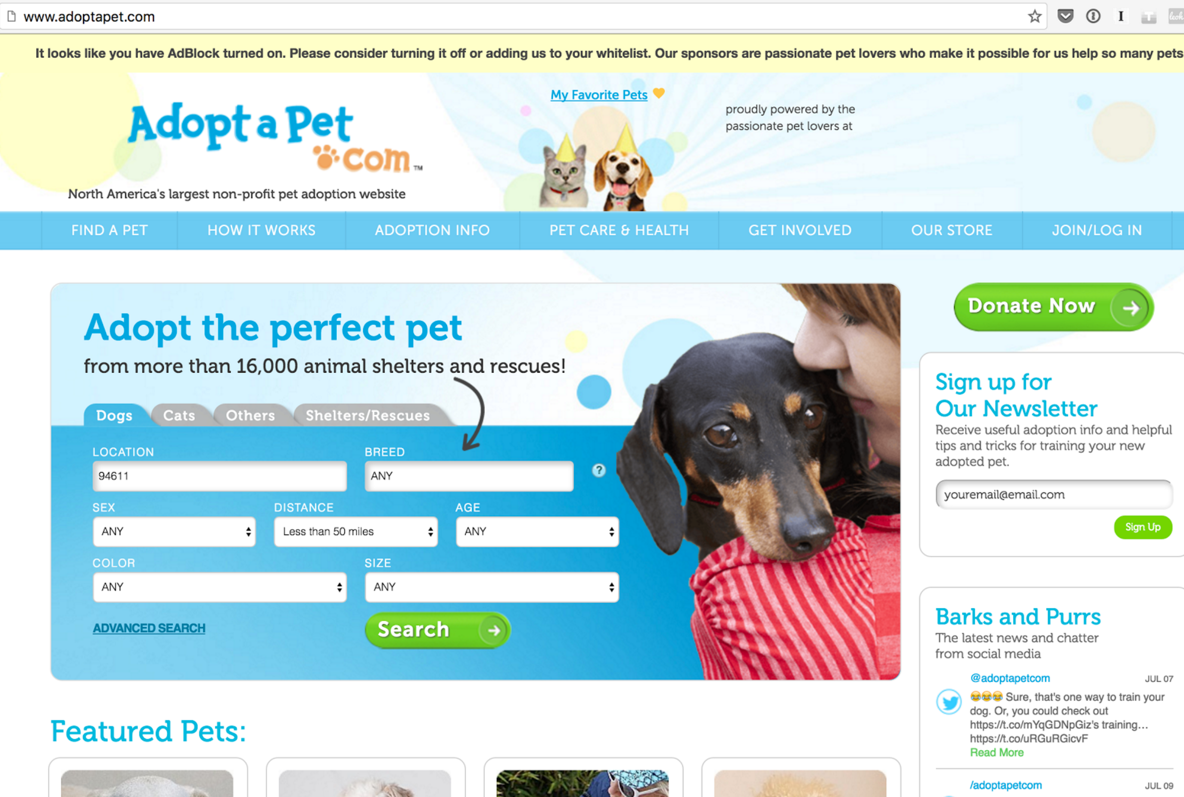 www.adoptapet.com
It looks like you have AdBlock turned on. Please consider turning it off or adding us to your whitelist. Our sponsors are passionate pet lovers who make it possible for us help so many pets
My Favorite Pets
proudly powered by the
passionate pet lovers at
Adopt a Pet
.com™
North America's largest non-profit pet adoption website
FIND A PET HOW IT WORKS ADOPTION INFO PET CARE & HEALTH GET INVOLVED OUR STORE JOIN/LOG IN
Adopt the perfect pet
from more than 16,000 animal shelters and rescues!
Dogs Cats Others Shelters/Rescues
LOCATION BREED
94611 ANY ?
SEX DISTANCE AGE
ANY Less than 50 miles ANY
COLOR SIZE
ANY ANY
ADVANCED SEARCH Search
Donate Now
Sign up for
Our Newsletter
Receive useful adoption info and helpful
tips and tricks for training your new
adopted pet.
youremail@email.com
Sign Up
Barks and Purrs
The latest news and chatter
from social media
@adoptapetcom JUL 07
😂😂😂 Sure, that's one way to train your
dog. Or, you could check out
https://t.co/mYqGDNpGiz's training…
https://t.co/uRGuRGicvF
Read More
/adoptapetcom JUL 09
Featured Pets: